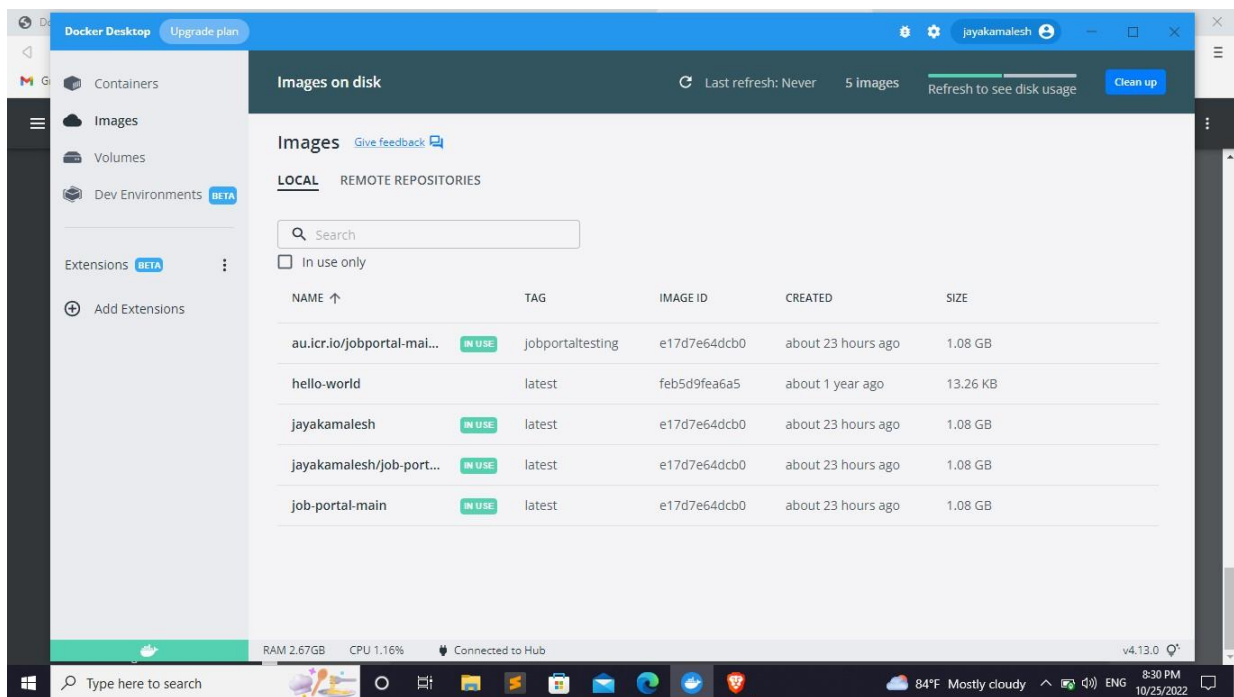 Docker Desktop Upgrade plan jayakamalesh
Containers
Images
Volumes
Dev Environments BETA
Extensions BETA
Add Extensions
Images on disk Last refresh: Never 5 images Refresh to see disk usage Clean up
Images Give feedback
LOCAL REMOTE REPOSITORIES
Search
In use only
NAME TAG IMAGE ID CREATED SIZE
au.icr.io/jobportal-mai... IN USE jobportaltesting e17d7e64dcb0 about 23 hours ago 1.08 GB
hello-world latest feb5d9fea6a5 about 1 year ago 13.26 KB
jayakamalesh IN USE latest e17d7e64dcb0 about 23 hours ago 1.08 GB
jayakamalesh/job-port... IN USE latest e17d7e64dcb0 about 23 hours ago 1.08 GB
job-portal-main IN USE latest e17d7e64dcb0 about 23 hours ago 1.08 GB
RAM 2.67GB CPU 1.16% Connected to Hub v4.13.0
Type here to search 84°F Mostly cloudy ENG 8:30 PM
10/25/2022